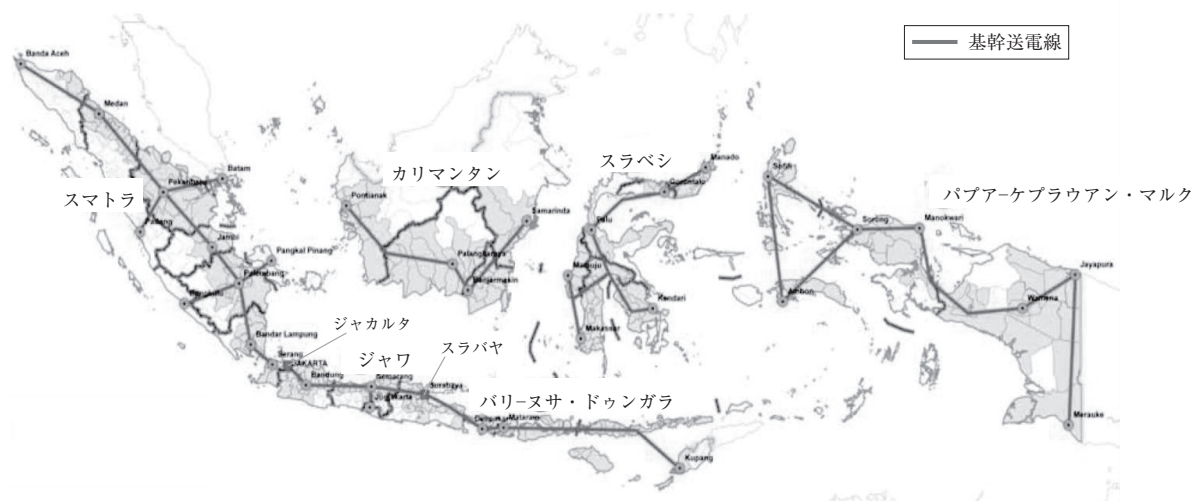 基幹送電線
Banda Aceh
Medan
スマトラ
Pekanbaru
Batam
Padang
Jambi
Pangkal Pinang
Palembang
Bengkulu
Bandar Lampung
Serang
JAKARTA
ジャカルタ
Bandung
ジャワ
Semarang
Jogjakarta
スラバヤ
Surabaya
カリマンタン
Pontianak
Samarinda
Palangkaraya
Banjarmasin
スラベシ
Manado
Gorontalo
Palu
Mamuju
Kendari
Makassar
バリ−ヌサ・ドゥンガラ
Denpasar
Mataram
Kupang
パプア−ケプラウアン・マルク
Sofifi
Sorong
Manokwari
Ambon
Jayapura
Wamena
Merauke